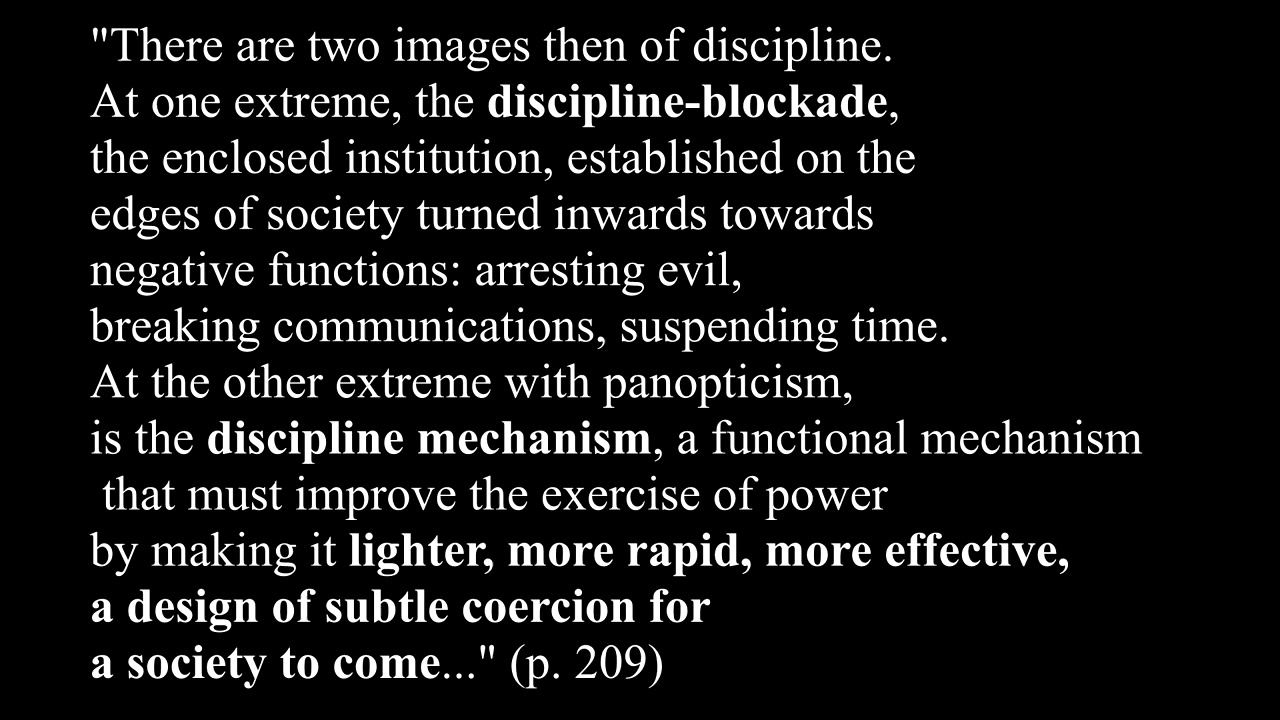 "There are two images then of discipline.
At one extreme, the discipline-blockade,
the enclosed institution, established on the
edges of society turned inwards towards
negative functions: arresting evil,
breaking communications, suspending time.
At the other extreme with panopticism,
is the discipline mechanism, a functional mechanism
that must improve the exercise of power
by making it lighter, more rapid, more effective,
a design of subtle coercion for
a society to come..." (p. 209)